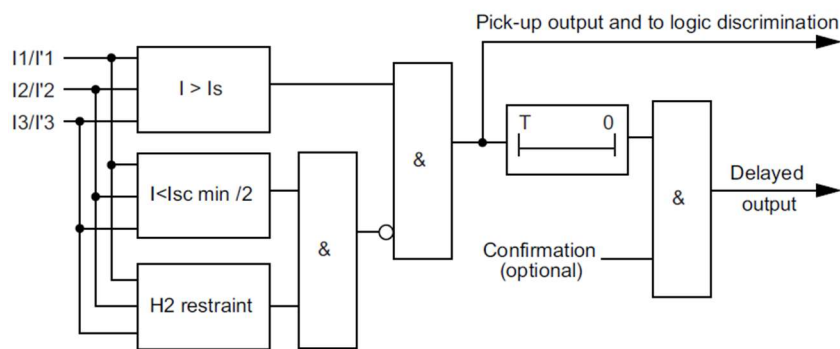 Pick-up output and to logic discrimination
I1/I'1
I2/I'2
I3/I'3
I > Is
T 0
&
I<Isc min /2
&
&
Delayed
output
Confirmation
(optional)
H2 restraint